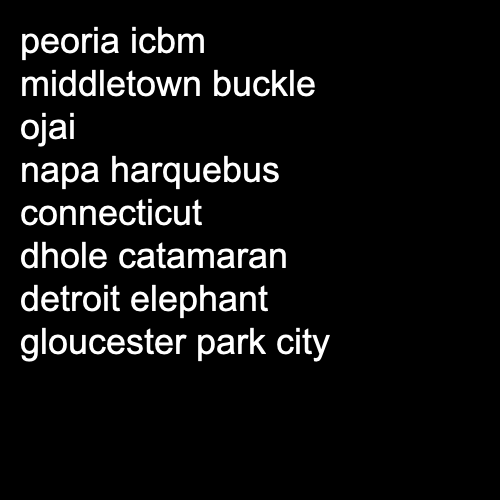 peoria icbm
middletown buckle
ojai
napa harquebus
connecticut
dhole catamaran
detroit elephant
gloucester park city